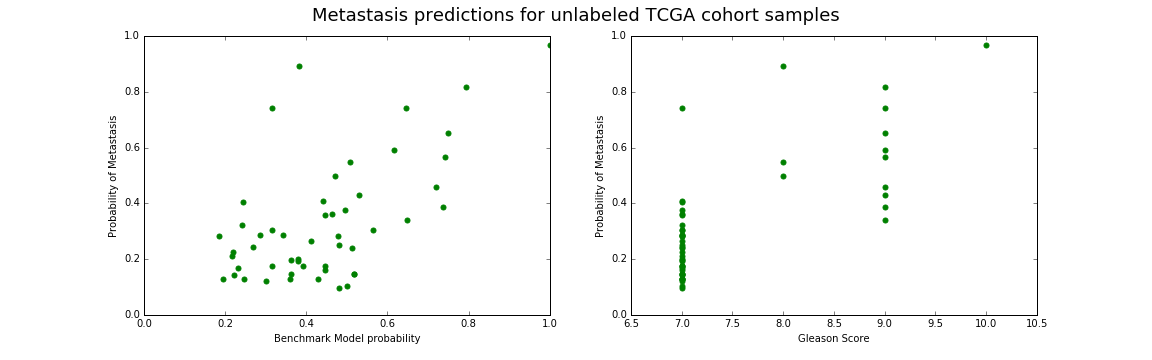 Metastasis predictions for unlabeled TCGA cohort samples
Probability of Metastasis
1.0
0.8
0.6
0.4
0.2
0.0
0.0 0.2 0.4 0.6 0.8 1.0
Benchmark Model probability
Probability of Metastasis
1.0
0.8
0.6
0.4
0.2
0.0
6.5 7.0 7.5 8.0 8.5 9.0 9.5 10.0 10.5
Gleason Score